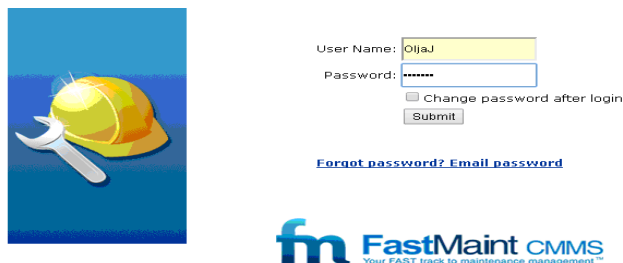 User Name: OljaJ
Password: •••••••
Change password after login
Submit
Forgot password? Email password
fm FastMaint CMMS
Your FAST track to maintenance management™